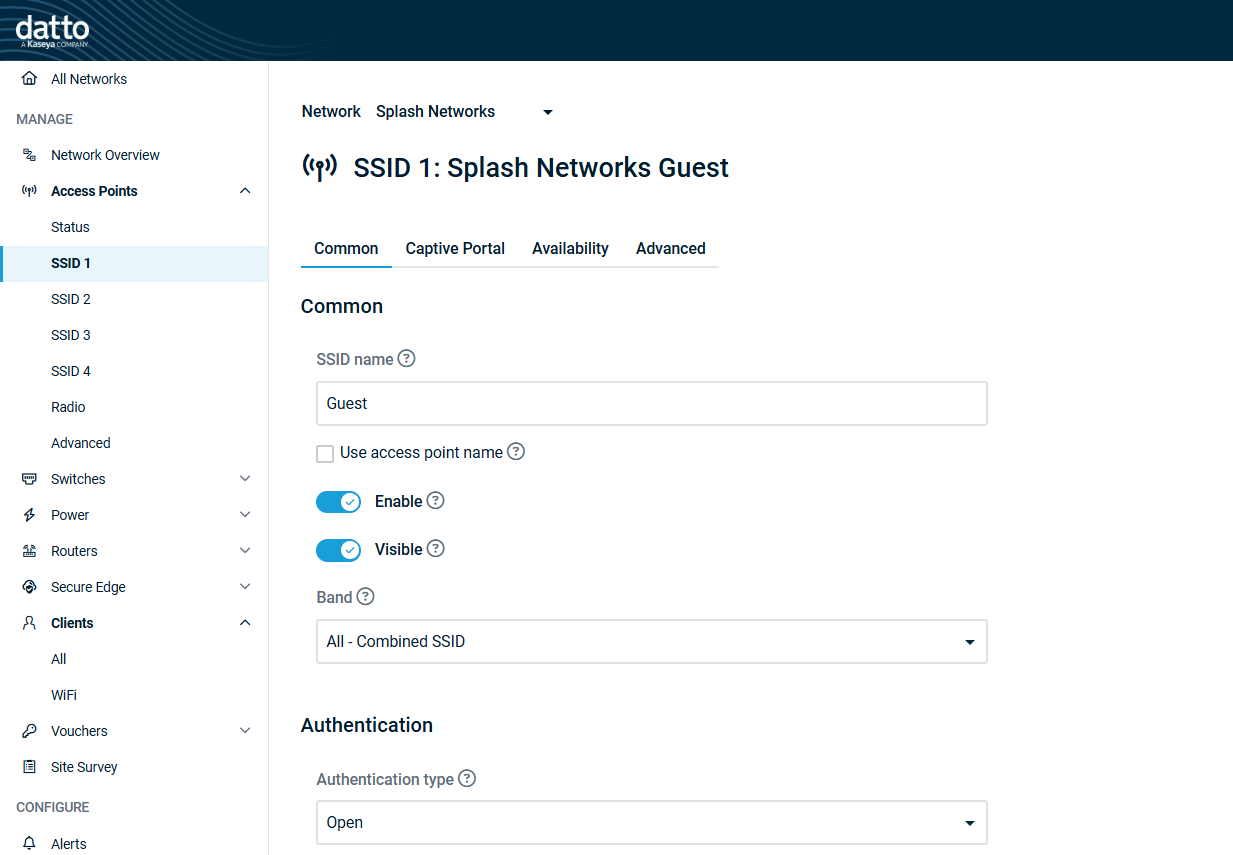 datto
A Kaseya COMPANY
All Networks
MANAGE
Network Overview
Access Points
Status
SSID 1
SSID 2
SSID 3
SSID 4
Radio
Advanced
Switches
Power
Routers
Secure Edge
Clients
All
WiFi
Vouchers
Site Survey
CONFIGURE
Alerts
Network Splash Networks
SSID 1: Splash Networks Guest
Common Captive Portal Availability Advanced
Common
SSID name ?
Guest
Use access point name ?
Enable ?
Visible ?
Band ?
All - Combined SSID
Authentication
Authentication type ?
Open